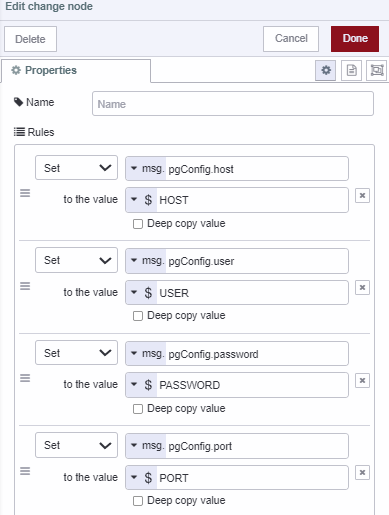 Edit change node
Delete Cancel Done
Properties
Name Name
Rules
Set msg. pgConfig.host
to the value $ HOST
Deep copy value
Set msg. pgConfig.user
to the value $ USER
Deep copy value
Set msg. pgConfig.password
to the value $ PASSWORD
Deep copy value
Set msg. pgConfig.port
to the value $ PORT
Deep copy value